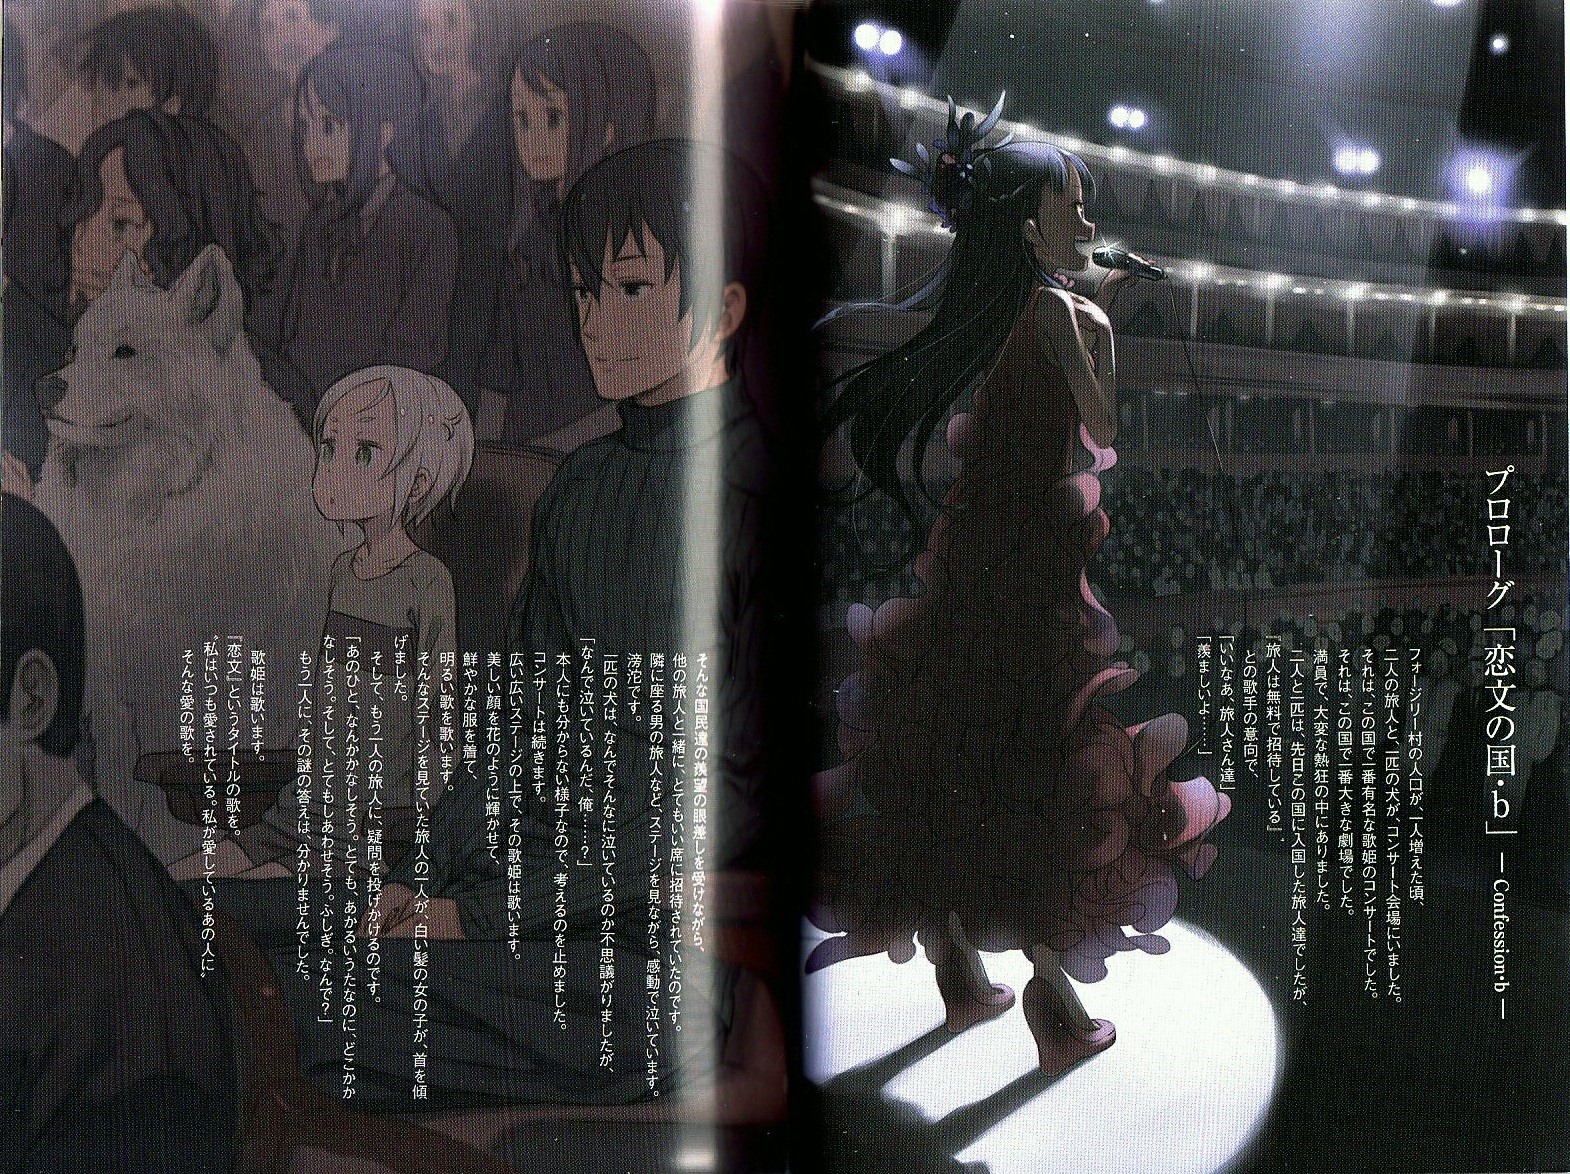 プロローグ「恋文の国・b」 ― Confession・b ―
フォージリー村の人口が、一人増えた頃、
二人の旅人と、一匹の犬が、コンサート会場にいました。
それは、この国で一番有名な歌姫のコンサートでした。
それは、この国で一番大きな劇場でした。
満員で、大変な熱狂の中にありました。
二人と一匹は、先日この国に入国した旅人達でしたが、
『旅人は無料で招待している』
との歌手の意向で、
「いいなあ、旅人さん達」
「羨ましいよ……」
そんな国民達の羨望の眼差しを受けながら、
他の旅人と一緒に、とてもいい席に招待されていたのです。
隣に座る男の旅人など、ステージを見ながら、感動で泣いています。
滂沱です。
一匹の犬は、なんでそんなに泣いているのか不思議がりましたが、
「なんで泣いているんだ、俺……？」
本人にも分からない様子なので、考えるのを止めました。
コンサートは続きます。
広い広いステージの上で、その歌姫は歌います。
美しい顔を花のように輝かせて、
鮮やかな服を着て、
明るい歌を歌います。
そんなステージを見ていた旅人の一人が、白い髪の女の子が、首を傾
げました。
そして、もう一人の旅人に、疑問を投げかけるのです。
「あのひと、なんかかなしそう。とても、あかるいうたなのに、どこかか
なしそう。そして、とてもしあわせそう。ふしぎ。なんで？」
もう一人に、その謎の答えは、分かりませんでした。
歌姫は歌います。
『恋文』というタイトルの歌を。
〝私はいつも愛されている。私が愛しているあの人に〟
そんな愛の歌を。